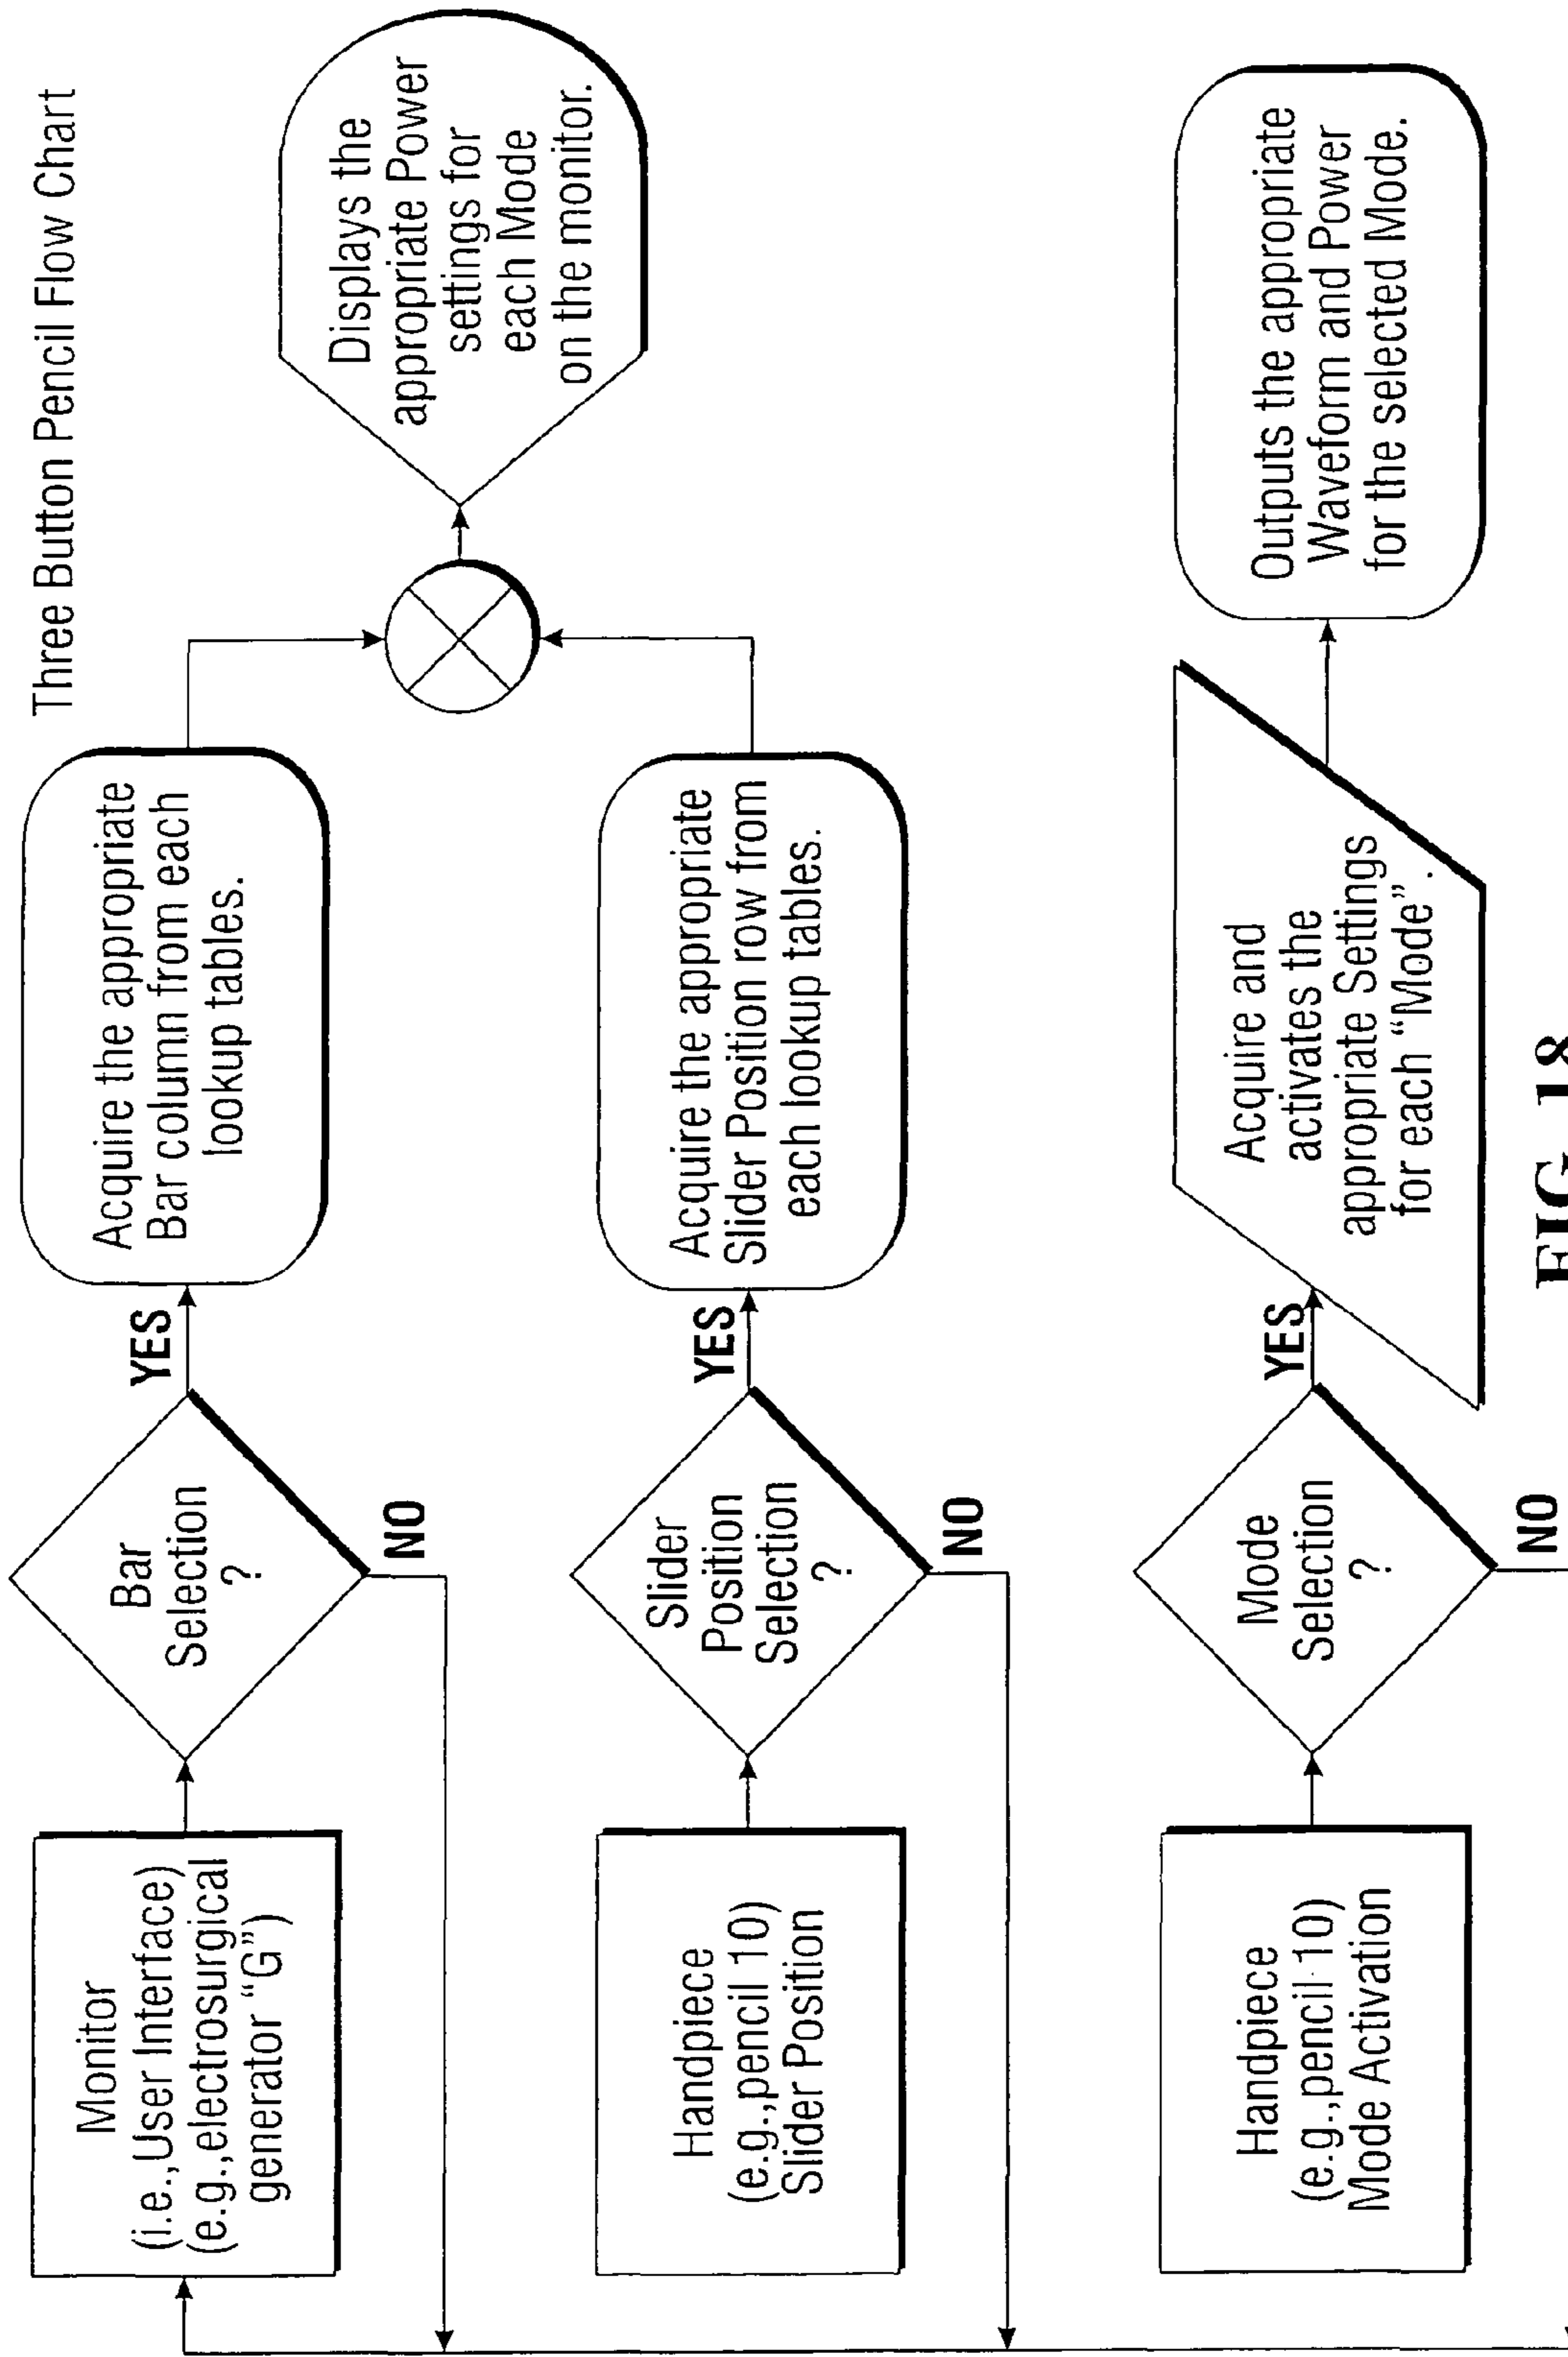 Three Button Pencil Flow Chart
Monitor
(i.e.,User Interface)
(e.g.,electrosurgical
generator “G”)
Bar
Selection
?
YES
NO
Acquire the appropriate
Bar column from each
lookup tables.
Displays the
appropriate Power
settings for
each Mode
on the monitor.
Handpiece
(e.g.,pencil 10)
Slider Position
Slider
Position
Selection
?
YES
NO
Acquire the appropriate
Slider Position row from
each lookup tables.
Handpiece
(e.g.,pencil 10)
Mode Activation
Mode
Selection
?
YES
NO
Acquire and
activates the
appropriate Settings
for each “Mode”.
Outputs the appropriate
Waveform and Power
for the selected Mode.
FIG 18